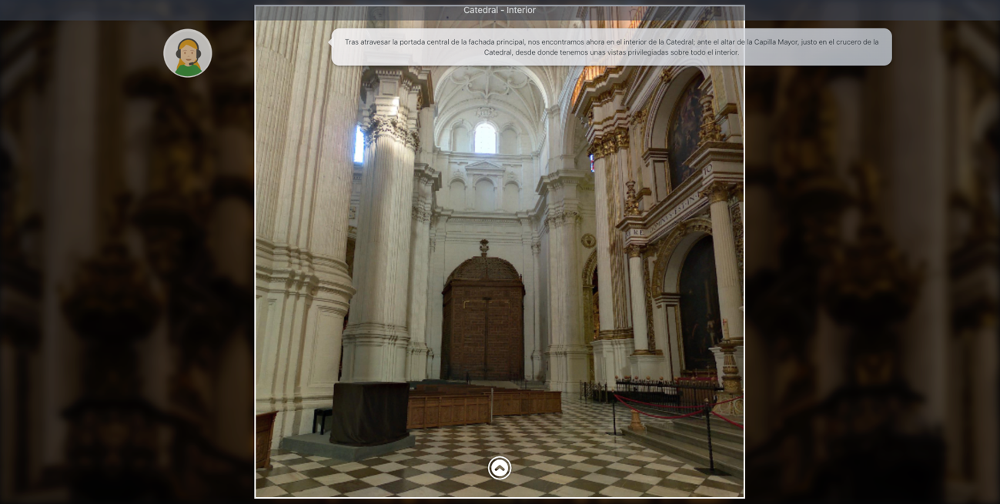 Catedral - Interior
Tras atravesar la portada central de la fachada principal, nos encontramos ahora en el interior de la Catedral; ante el altar de la Capilla Mayor, justo en el crucero de la
Catedral, desde donde tenemos unas vistas privilegiadas sobre todo el interior.